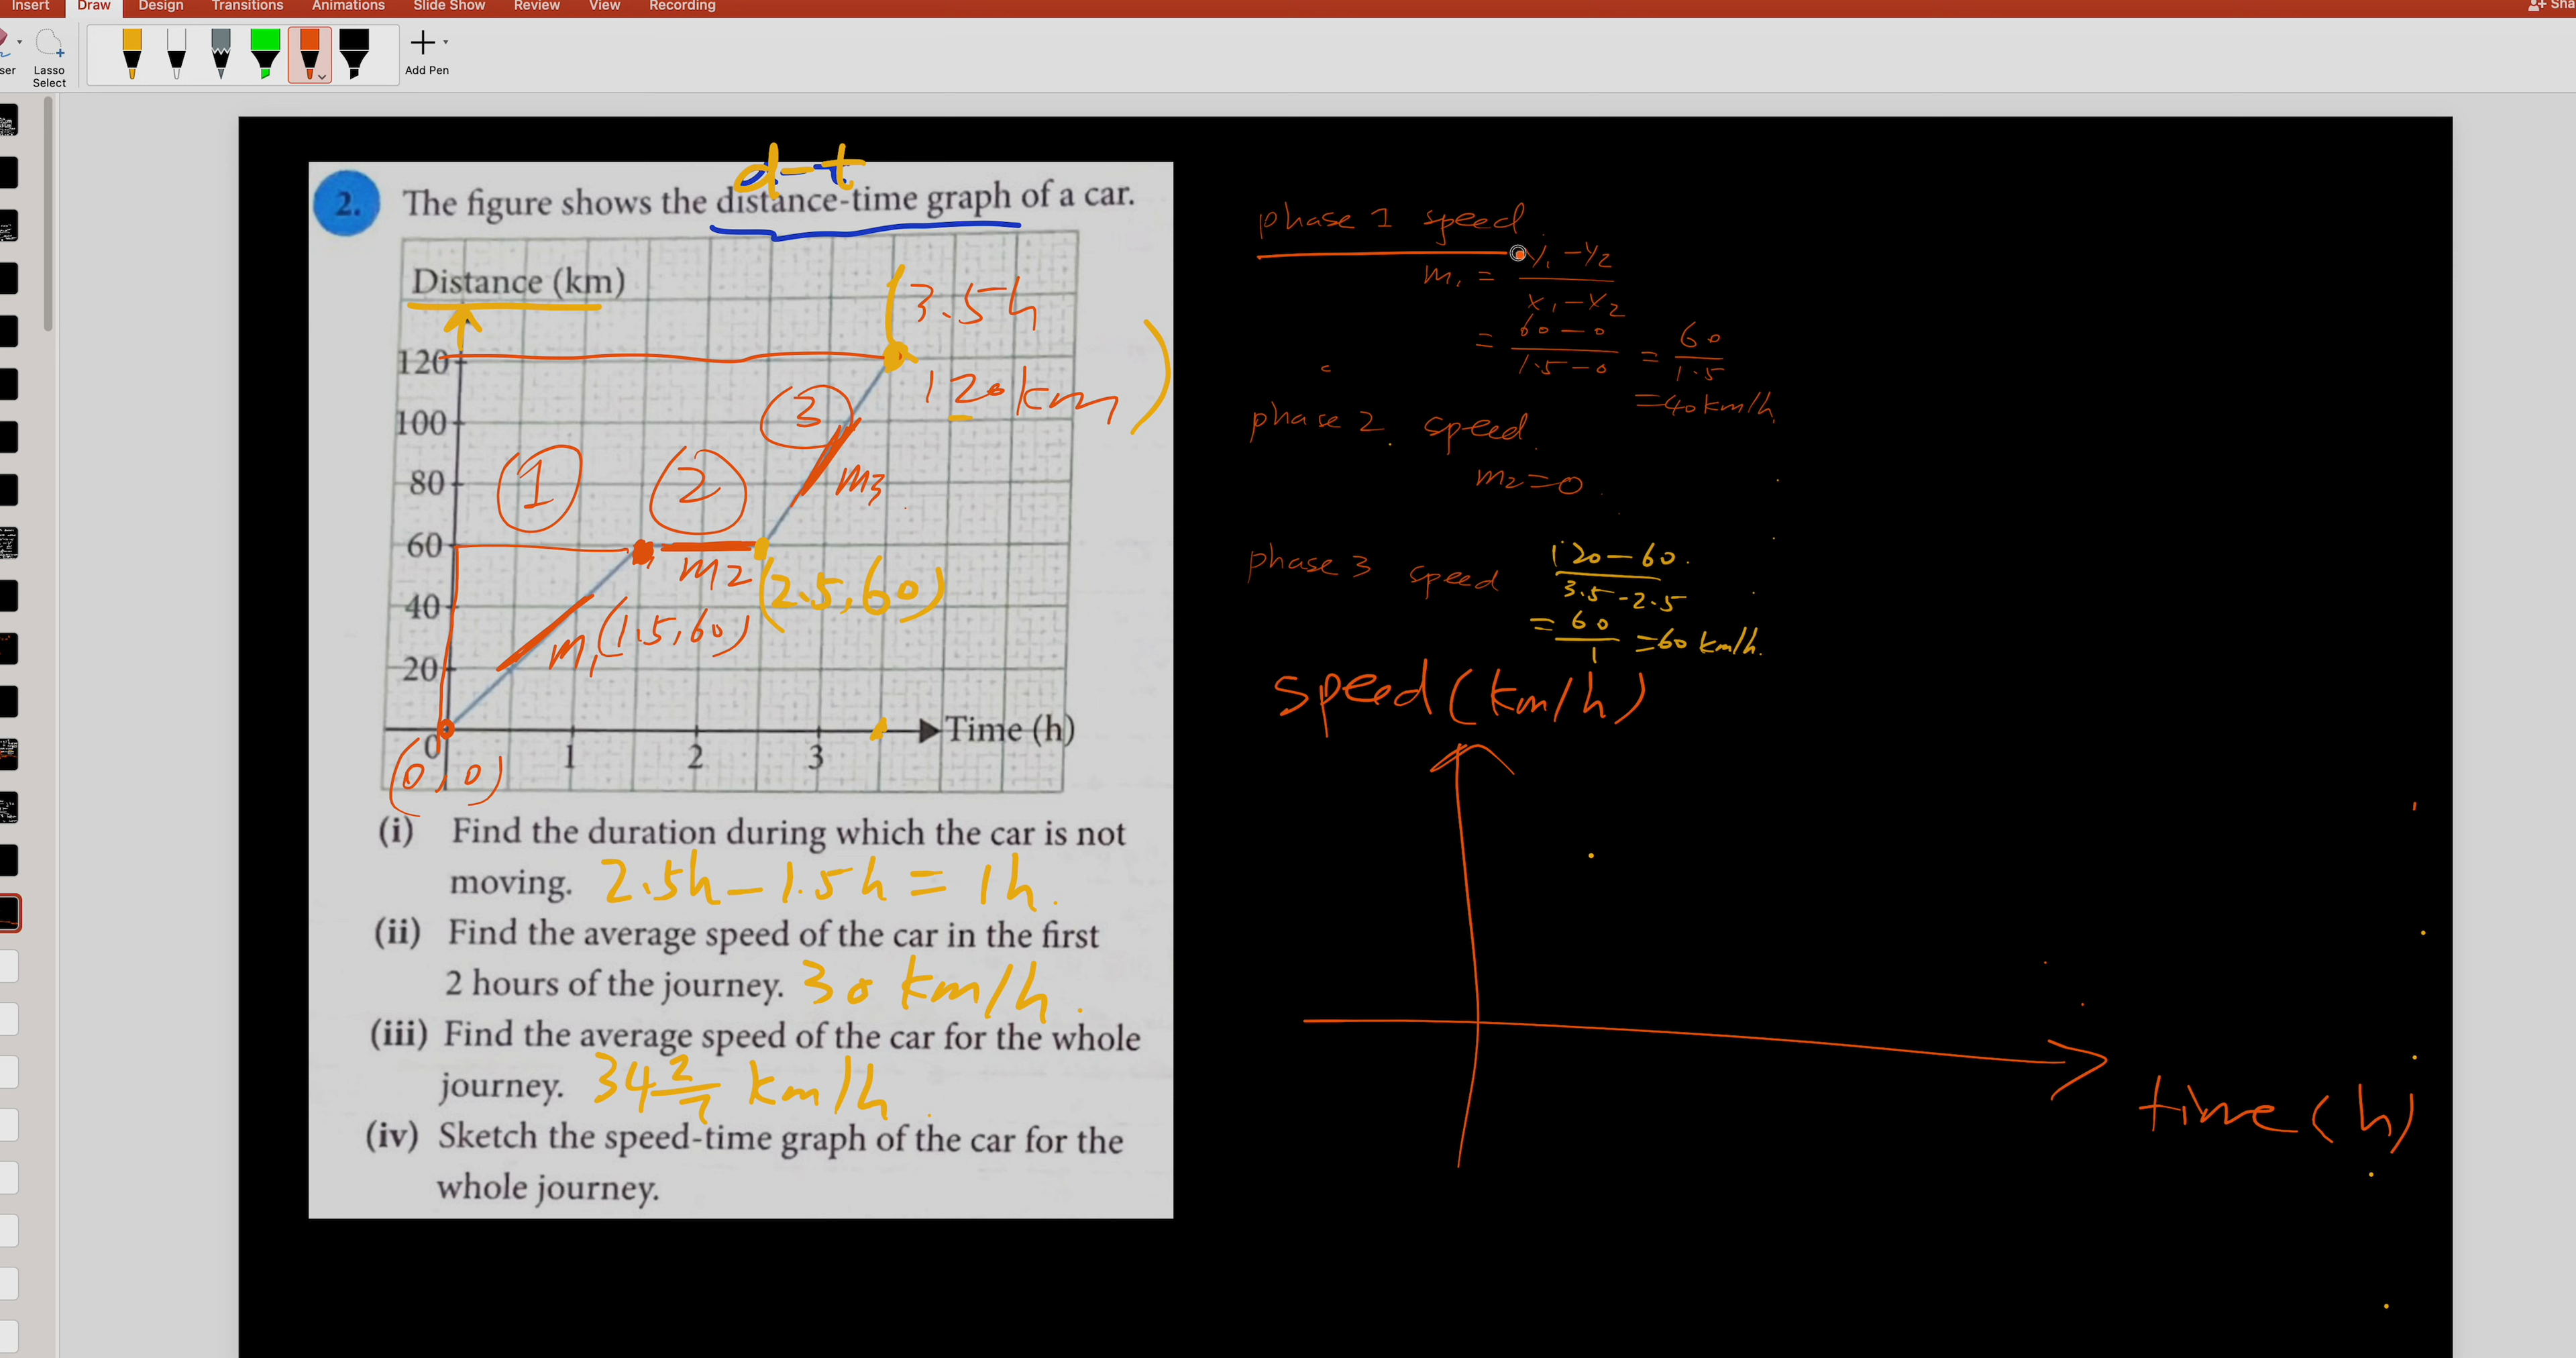 Insert Draw Design Transitions Animations Slide Show Review View Recording
Lasso
Select
Add Pen
d-t
2. The figure shows the distance-time graph of a car.
Distance (km)
3.5h
120km
120
100
80
60
40
20
0
1
2
3
Time (h)
1
2
3
m3
m2
(2.5,60)
m1
(1.5,60)
(0,0)
(i) Find the duration during which the car is not
moving. 2.5h - 1.5h = 1h.
(ii) Find the average speed of the car in the first
2 hours of the journey. 30 km/h.
(iii) Find the average speed of the car for the whole
journey. 34 2/7 km/h.
(iv) Sketch the speed-time graph of the car for the
whole journey.
phase 1 speed
m1 = y1 - y2 / x1 - x2
= 60 - 0 / 1.5 - 0 = 60 / 1.5
= 40 km/h
phase 2 speed
m2 = 0
phase 3 speed 120 - 60 / 3.5 - 2.5
= 60 / 1 = 60 km/h.
speed (km/h)
time (h)